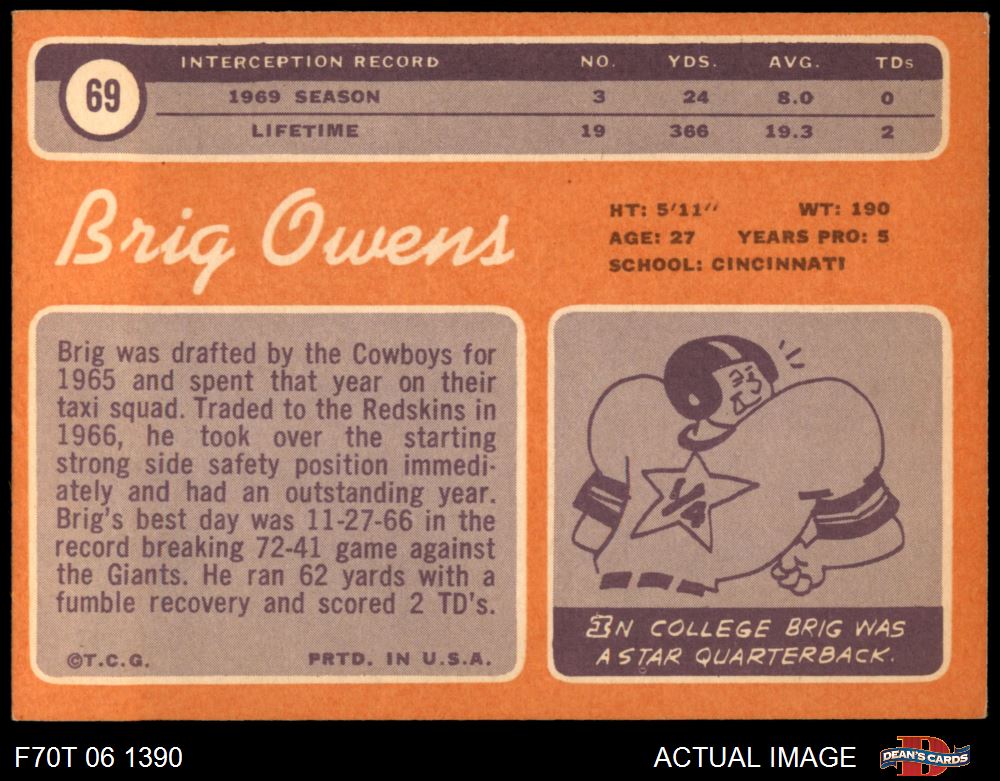 69
INTERCEPTION RECORD NO. YDS. AVG. TDs
1969 SEASON 3 24 8.0 0
LIFETIME 19 366 19.3 2
Brig Owens
HT: 5'11" WT: 190
AGE: 27 YEARS PRO: 5
SCHOOL: CINCINNATI
Brig was drafted by the Cowboys for
1965 and spent that year on their
taxi squad. Traded to the Redskins in
1966, he took over the starting
strong side safety position immedi-
ately and had an outstanding year.
Brig's best day was 11-27-66 in the
record breaking 72-41 game against
the Giants. He ran 62 yards with a
fumble recovery and scored 2 TD's.
©T.C.G. PRTD. IN U.S.A.
1/4
IN COLLEGE BRIG WAS
A STAR QUARTERBACK.
F70T 06 1390 ACTUAL IMAGE
D
DEAN'S CARDS